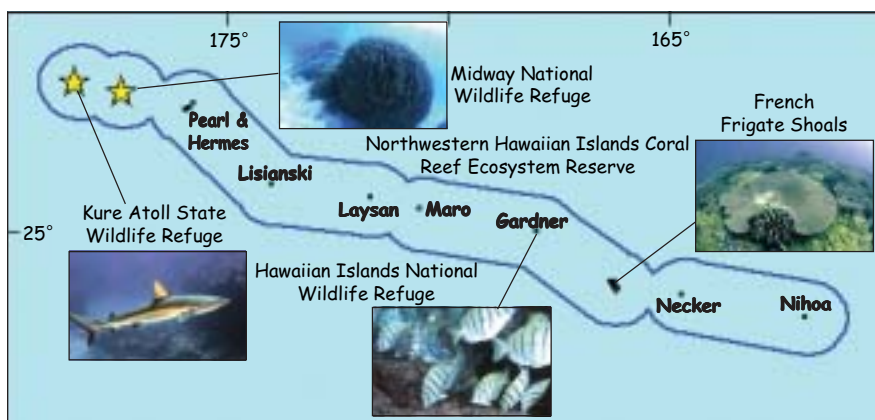 175°
165°
Midway National
Wildlife Refuge
French
Frigate Shoals
Pearl &
Hermes
Northwestern Hawaiian Islands Coral
Reef Ecosystem Reserve
Lisianski
Laysan
Maro
Gardner
Kure Atoll State
Wildlife Refuge
25°
Hawaiian Islands National
Wildlife Refuge
Necker
Nihoa